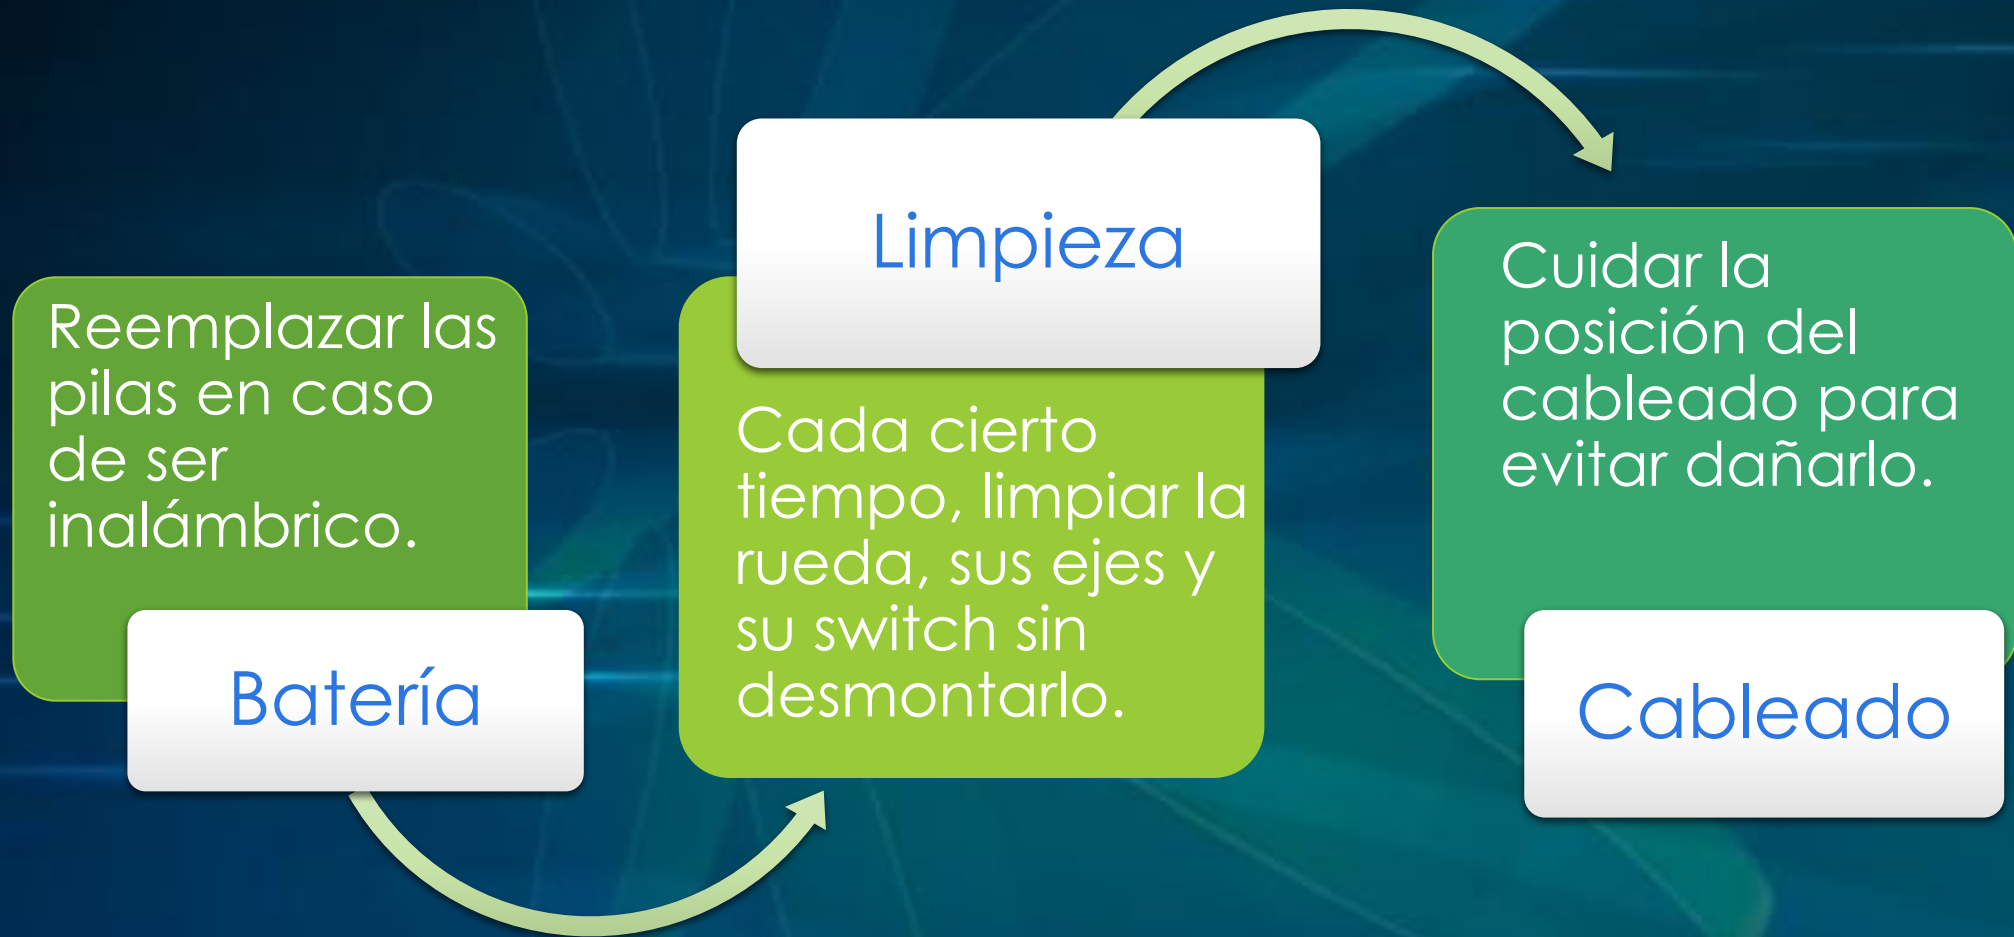 Reemplazar las
pilas en caso
de ser
inalámbrico.
Batería
Limpieza
Cada cierto
tiempo, limpiar la
rueda, sus ejes y
su switch sin
desmontarlo.
Cuidar la
posición del
cableado para
evitar dañarlo.
Cableado